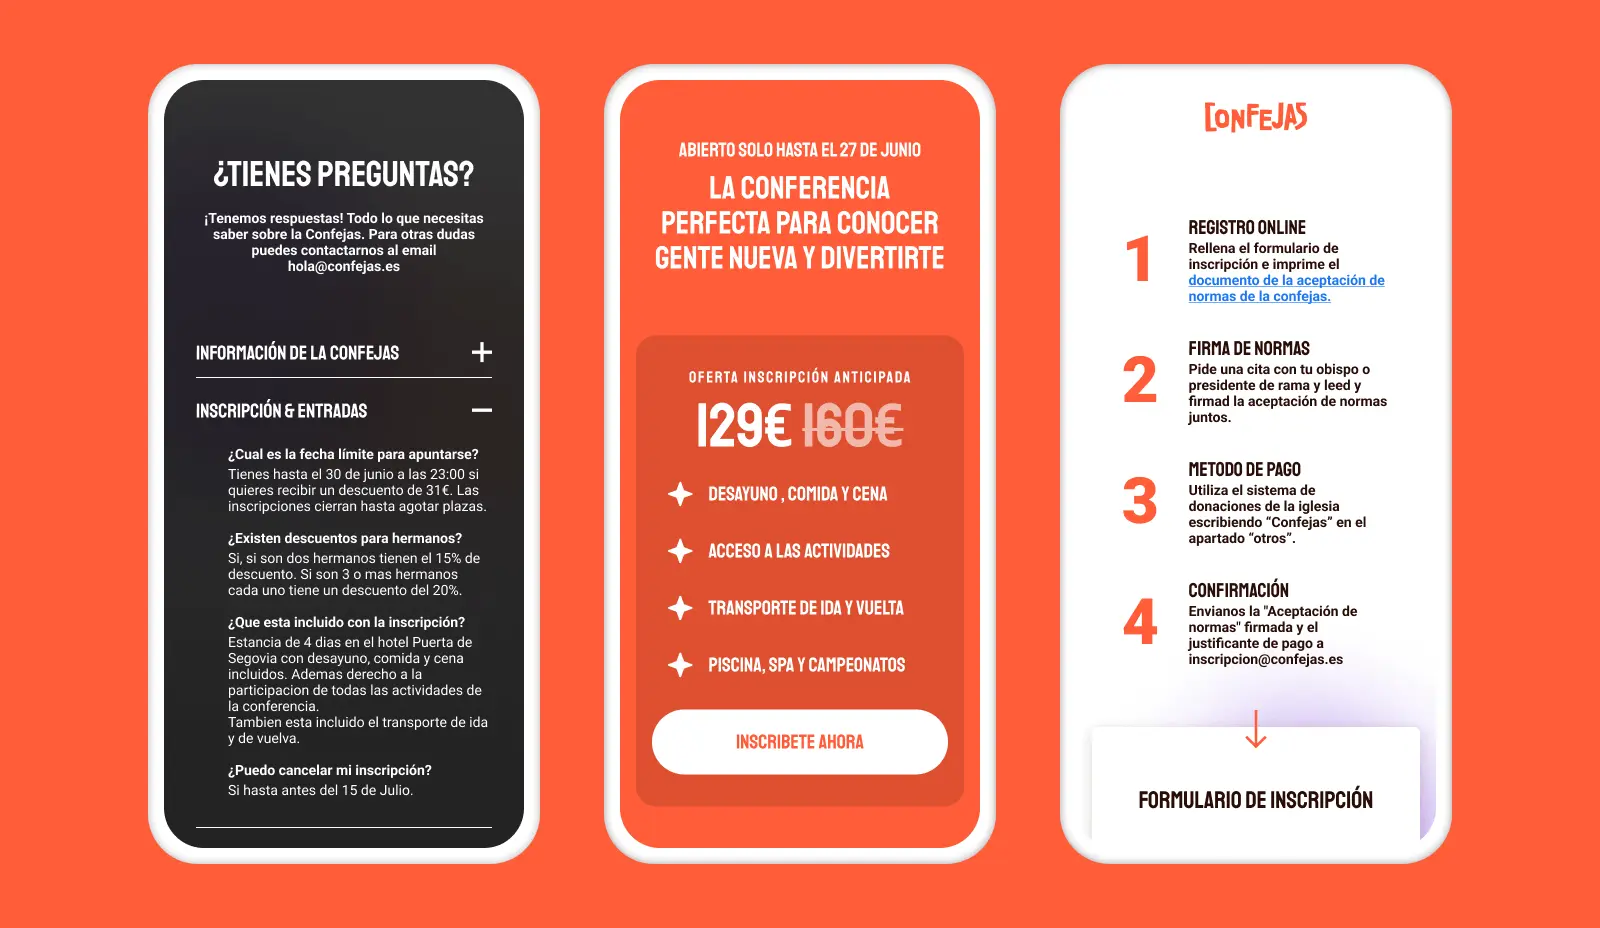 ¿TIENES PREGUNTAS?
¡Tenemos respuestas! Todo lo que necesitas
saber sobre la Confejas. Para otras dudas
puedes contactarnos al email
hola@confejas.es
INFORMACIÓN DE LA CONFEJAS
INSCRIPCIÓN & ENTRADAS
¿Cual es la fecha límite para apuntarse?
Tienes hasta el 30 de junio a las 23:00 si
quieres recibir un descuento de 31€. Las
inscripciones cierran hasta agotar plazas.
¿Existen descuentos para hermanos?
Si, si son dos hermanos tienen el 15% de
descuento. Si son 3 o mas hermanos
cada uno tiene un descuento del 20%.
¿Que esta incluido con la inscripción?
Estancia de 4 dias en el hotel Puerta de
Segovia con desayuno, comida y cena
incluidos. Ademas derecho a la
participacion de todas las actividades de
la conferencia.
Tambien esta incluido el transporte de ida
y de vuelva.
¿Puedo cancelar mi inscripción?
Si hasta antes del 15 de Julio.
ABIERTO SOLO HASTA EL 27 DE JUNIO
LA CONFERENCIA
PERFECTA PARA CONOCER
GENTE NUEVA Y DIVERTIRTE
OFERTA INSCRIPCIÓN ANTICIPADA
129€ 160€
DESAYUNO , COMIDA Y CENA
ACCESO A LAS ACTIVIDADES
TRANSPORTE DE IDA Y VUELTA
PISCINA, SPA Y CAMPEONATOS
INSCRIBETE AHORA
CONFEJAS
1
REGISTRO ONLINE
Rellena el formulario de
inscripción e imprime el
documento de la aceptación de
normas de la confejas.
2
FIRMA DE NORMAS
Pide una cita con tu obispo o
presidente de rama y leed y
firmad la aceptación de normas
juntos.
3
METODO DE PAGO
Utiliza el sistema de
donaciones de la iglesia
escribiendo “Confejas” en el
apartado “otros”.
4
CONFIRMACIÓN
Envianos la "Aceptación de
normas" firmada y el
justificante de pago a
inscripcion@confejas.es
FORMULARIO DE INSCRIPCIÓN